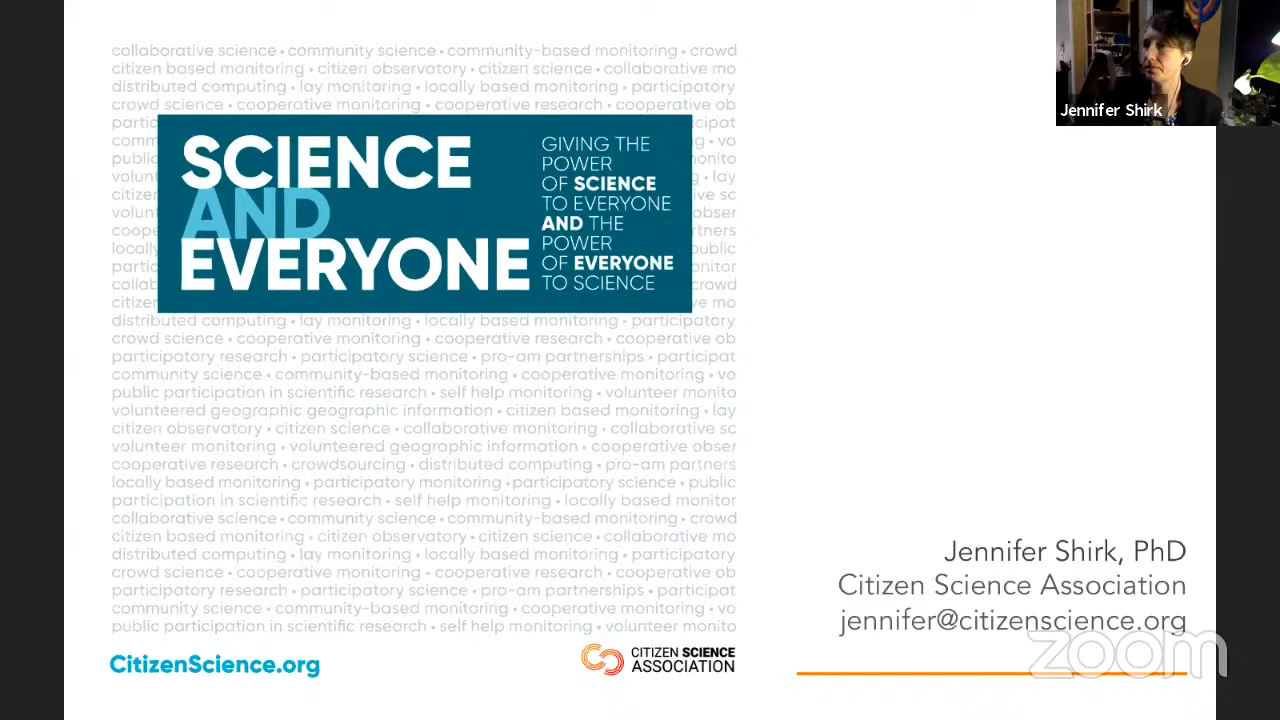 collaborative science • community science • community-based monitoring • crowd
citizen based monitoring • citizen observatory • citizen science • collaborative mo
distributed computing • lay monitoring • locally based monitoring • participatory
crowd science • cooperative monitoring • cooperative research • cooperative ob
SCIENCE
AND
EVERYONE
GIVING THE
POWER
OF SCIENCE
TO EVERYONE
AND THE
POWER
OF EVERYONE
TO SCIENCE
distributed computing • lay monitoring • locally based monitoring • participatory
crowd science • cooperative monitoring • cooperative research • cooperative ob
participatory research • participatory science • pro-am partnerships • participat
community science • community-based monitoring • cooperative monitoring • vo
public participation in scientific research • self help monitoring • volunteer monito
volunteered geographic geographic information • citizen based monitoring • lay
citizen observatory • citizen science • collaborative monitoring • collaborative sc
volunteer monitoring • volunteered geographic information • cooperative obser
cooperative research • crowdsourcing • distributed computing • pro-am partners
locally based monitoring • participatory monitoring • participatory science • public
participation in scientific research • self help monitoring • locally based monitor
collaborative science • community science • community-based monitoring • crowd
citizen based monitoring • citizen observatory • citizen science • collaborative mo
distributed computing • lay monitoring • locally based monitoring • participatory
crowd science • cooperative monitoring • cooperative research • cooperative ob
participatory research • participatory science • pro-am partnerships • participat
community science • community-based monitoring • cooperative monitoring • vo
public participation in scientific research • self help monitoring • volunteer monito
CitizenScience.org
CITIZEN SCIENCE
ASSOCIATION
Jennifer Shirk
Jennifer Shirk, PhD
Citizen Science Association
jennifer@citizenscience.org
zoom